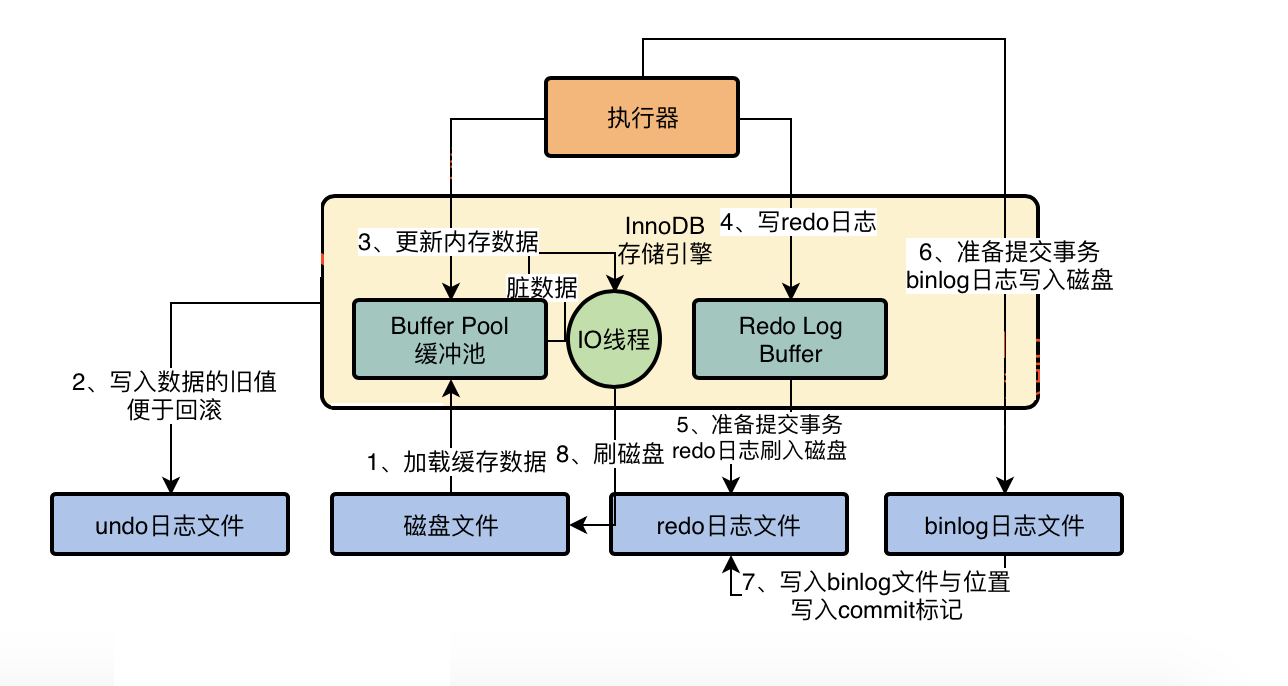 执行器
InnoDB
存储引擎
3、更新内存数据
4、写redo日志
6、准备提交事务
binlog日志写入磁盘
脏数据
Buffer Pool
缓冲池
IO线程
Redo Log
Buffer
2、写入数据的旧值
便于回滚
1、加载缓存数据
8、刷磁盘
5、准备提交事务
redo日志刷入磁盘
undo日志文件
磁盘文件
redo日志文件
binlog日志文件
7、写入binlog文件与位置
写入commit标记